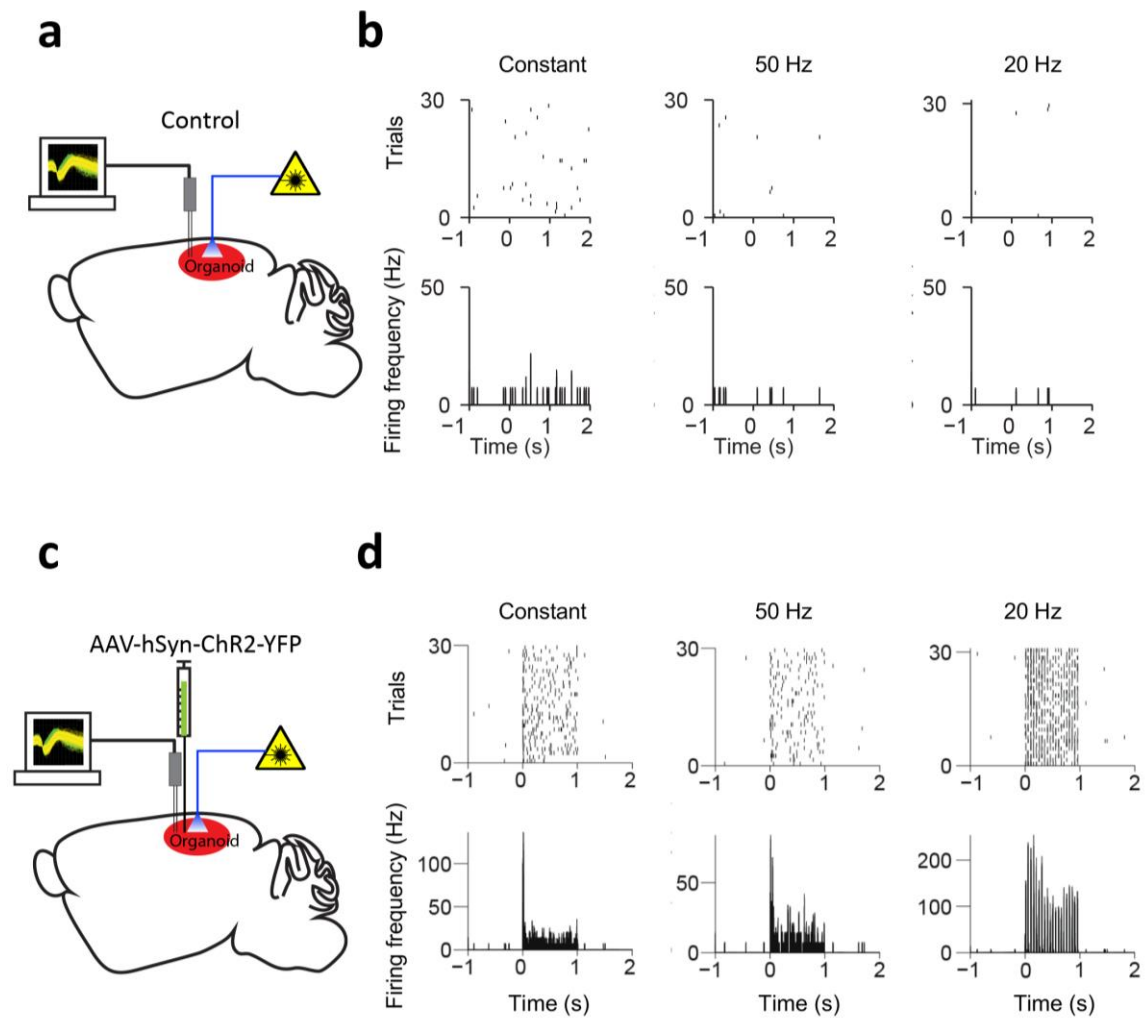 a
Control
Organoid
b
Constant
50 Hz
20 Hz
Trials
30
0
−1 0 1 2
30
0
−1 0 1 2
30
0
−1 0 1 2
Firing frequency (Hz)
50
0
−1 0 1 2
Time (s)
50
0
−1 0 1 2
Time (s)
50
0
−1 0 1 2
Time (s)
c
AAV-hSyn-ChR2-YFP
Organoid
d
Constant
50 Hz
20 Hz
Trials
30
0
−1 0 1 2
30
0
−1 0 1 2
30
0
−1 0 1 2
Firing frequency (Hz)
100
50
0
−1 0 1 2
Time (s)
50
0
−1 0 1 2
Time (s)
200
100
0
−1 0 1 2
Time (s)